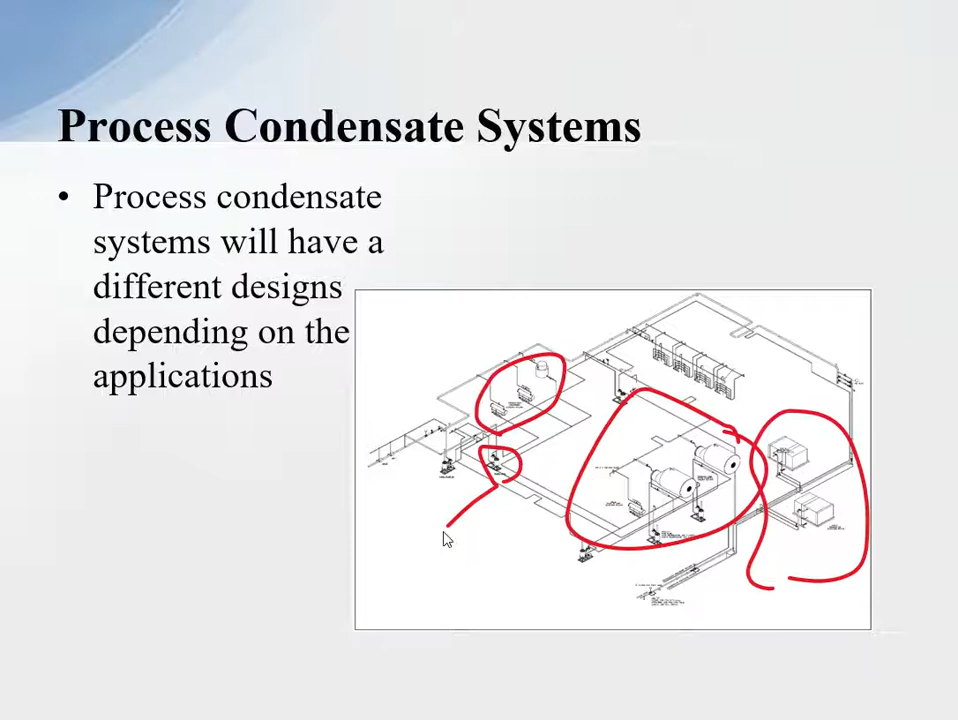 Process Condensate Systems
• Process condensate
systems will have a
different designs
depending on the
applications